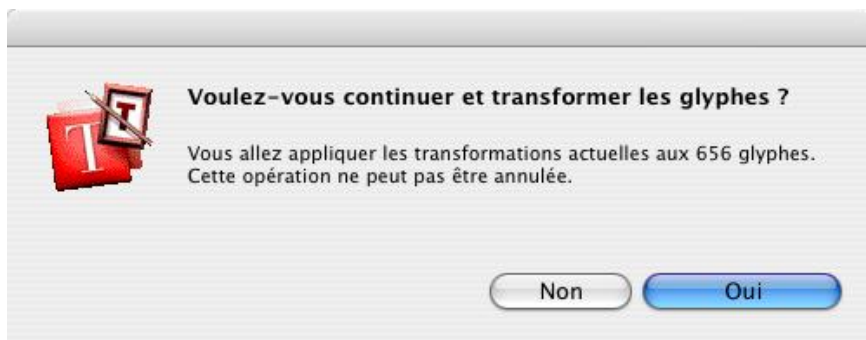 Voulez-vous continuer et transformer les glyphes ?
Vous allez appliquer les transformations actuelles aux 656 glyphes.
Cette opération ne peut pas être annulée.
Non Oui